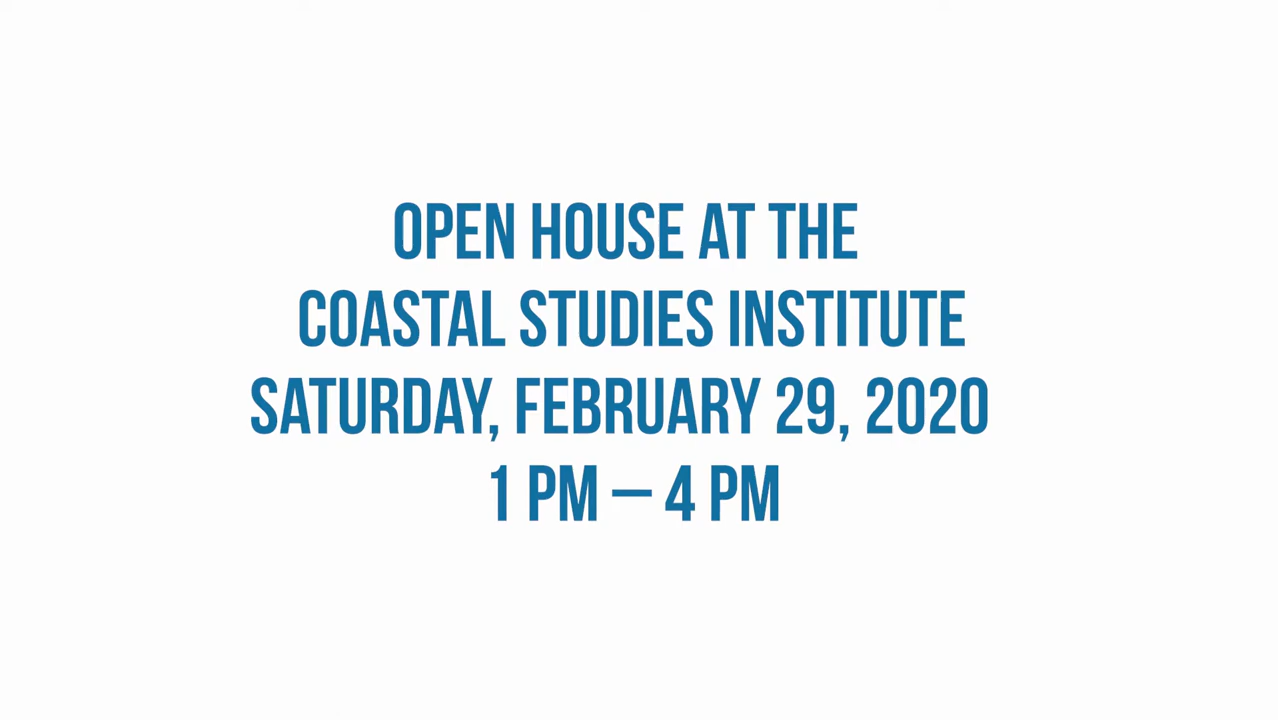 OPEN HOUSE AT THE
COASTAL STUDIES INSTITUTE
SATURDAY, FEBRUARY 29, 2020
1 PM – 4 PM